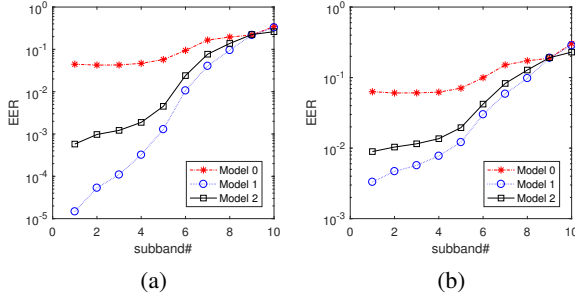 10^0
10^-1
10^-2
10^-3
10^-4
10^-5
EER
0 2 4 6 8 10
subband#
Model 0
Model 1
Model 2
(a)
10^0
10^-1
10^-2
10^-3
EER
0 2 4 6 8 10
subband#
Model 0
Model 1
Model 2
(b)